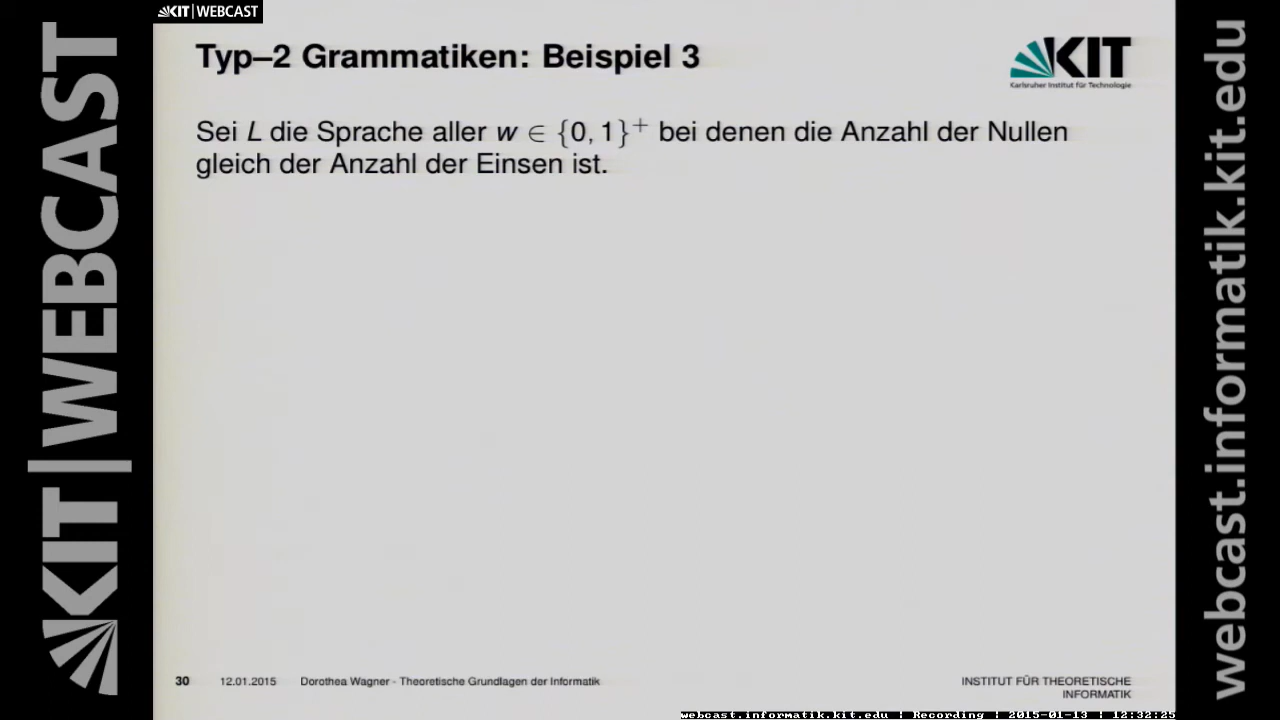 KIT | WEBCAST
Typ–2 Grammatiken: Beispiel 3
KIT
Karlsruher Institut für Technologie
Sei L die Sprache aller w ∈ {0, 1}⁺ bei denen die Anzahl der Nullen
gleich der Anzahl der Einsen ist.
30 12.01.2015 Dorothea Wagner - Theoretische Grundlagen der Informatik
INSTITUT FÜR THEORETISCHE
INFORMATIK
webcast.informatik.kit.edu | Recording | 2015-01-13 | 12:32:25
KIT | WEBCAST
webcast.informatik.kit.edu